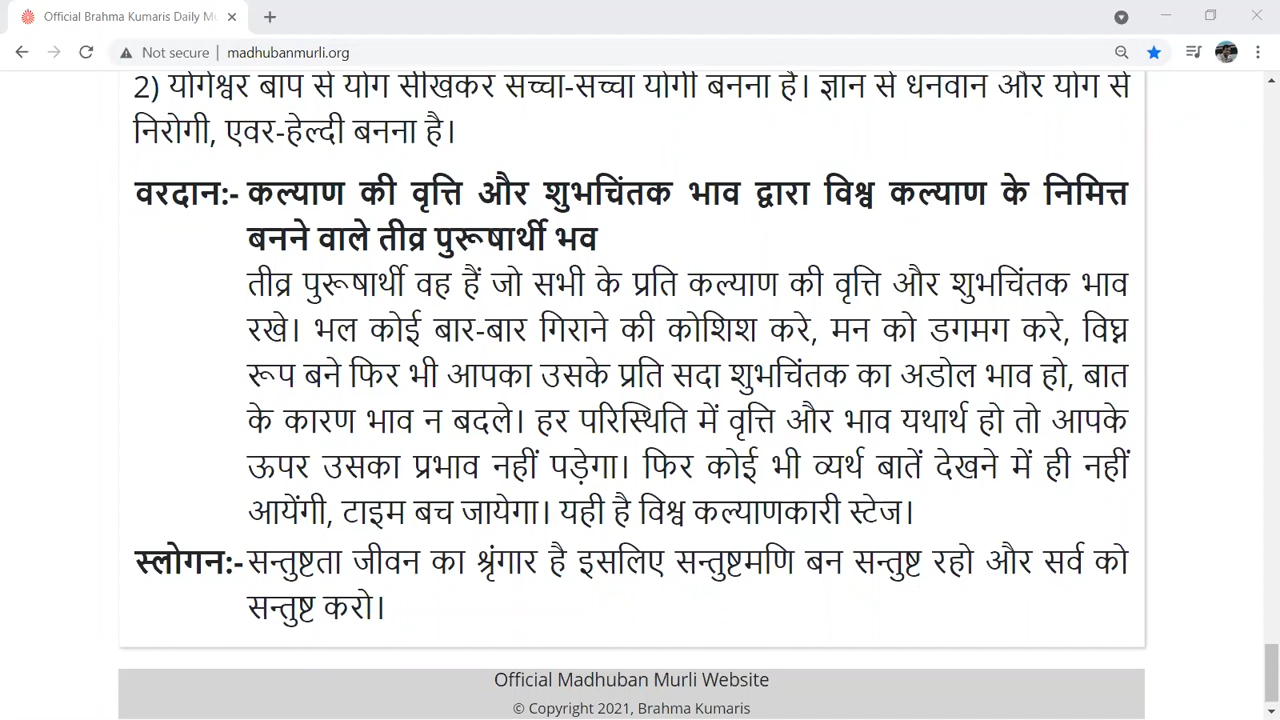 Official Brahma Kumaris Daily Mu
Not secure | madhubanmurli.org
2) योगेश्वर बाप से योग सीखकर सच्चा-सच्चा योगी बनना है। ज्ञान से धनवान और योग से
निरोगी, एवर-हेल्दी बनना है।
वरदान:- कल्याण की वृत्ति और शुभचिंतक भाव द्वारा विश्व कल्याण के निमित्त
बनने वाले तीव्र पुरूषार्थी भव
तीव्र पुरूषार्थी वह हैं जो सभी के प्रति कल्याण की वृत्ति और शुभचिंतक भाव
रखे। भल कोई बार-बार गिराने की कोशिश करे, मन को डगमग करे, विघ्न
रूप बने फिर भी आपका उसके प्रति सदा शुभचिंतक का अडोल भाव हो, बात
के कारण भाव न बदले। हर परिस्थिति में वृत्ति और भाव यथार्थ हो तो आपके
ऊपर उसका प्रभाव नहीं पड़ेगा। फिर कोई भी व्यर्थ बातें देखने में ही नहीं
आयेंगी, टाइम बच जायेगा। यही है विश्व कल्याणकारी स्टेज।
स्लोगन:- सन्तुष्टता जीवन का श्रृंगार है इसलिए सन्तुष्टमणि बन सन्तुष्ट रहो और सर्व को
सन्तुष्ट करो।
Official Madhuban Murli Website
© Copyright 2021, Brahma Kumaris